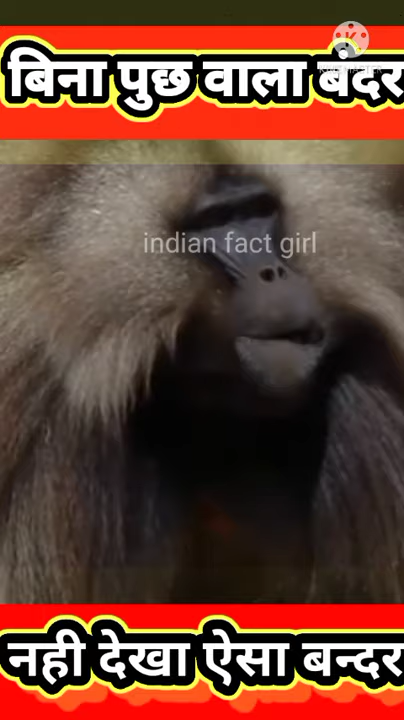 बिना पुछ वाला बंदर
indian fact girl
नही देखा ऐसा बन्दर